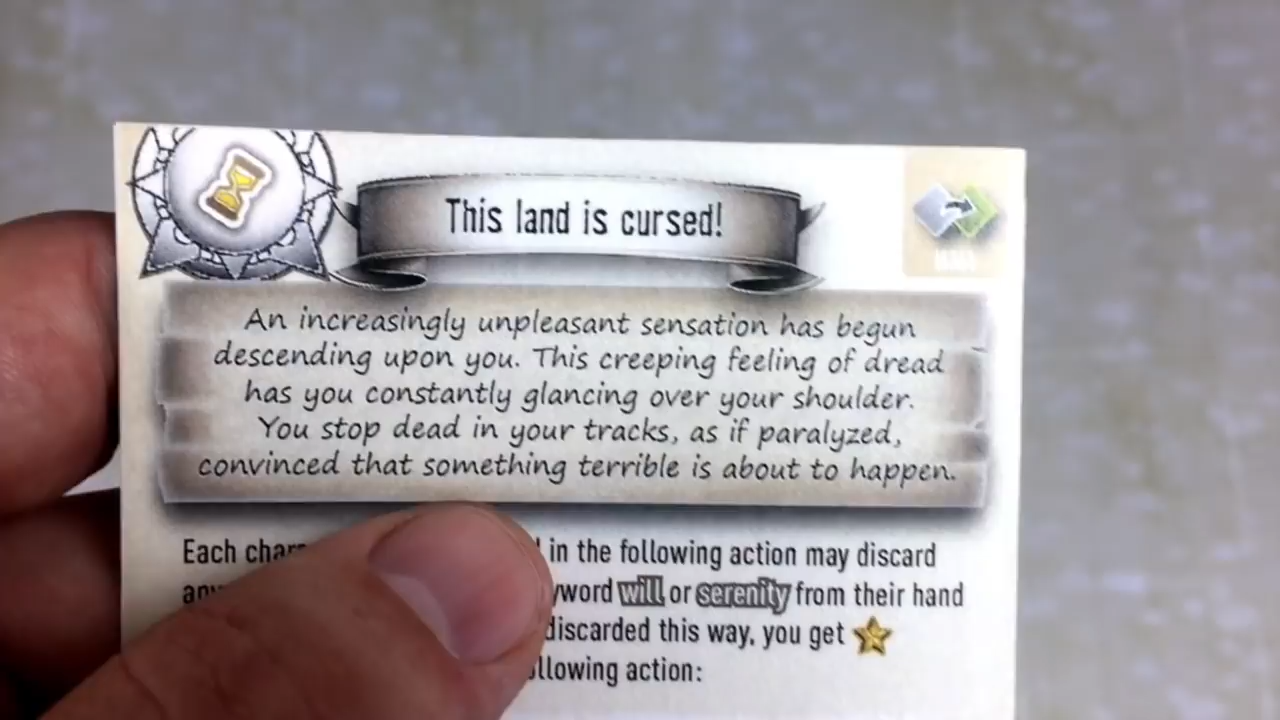 This land is cursed!
An increasingly unpleasant sensation has begun
descending upon you. This creeping feeling of dread
has you constantly glancing over your shoulder.
You stop dead in your tracks, as if paralyzed,
convinced that something terrible is about to happen.
Each in the following action may discard
will or serenity from their hand
discarded this way, you get
action: